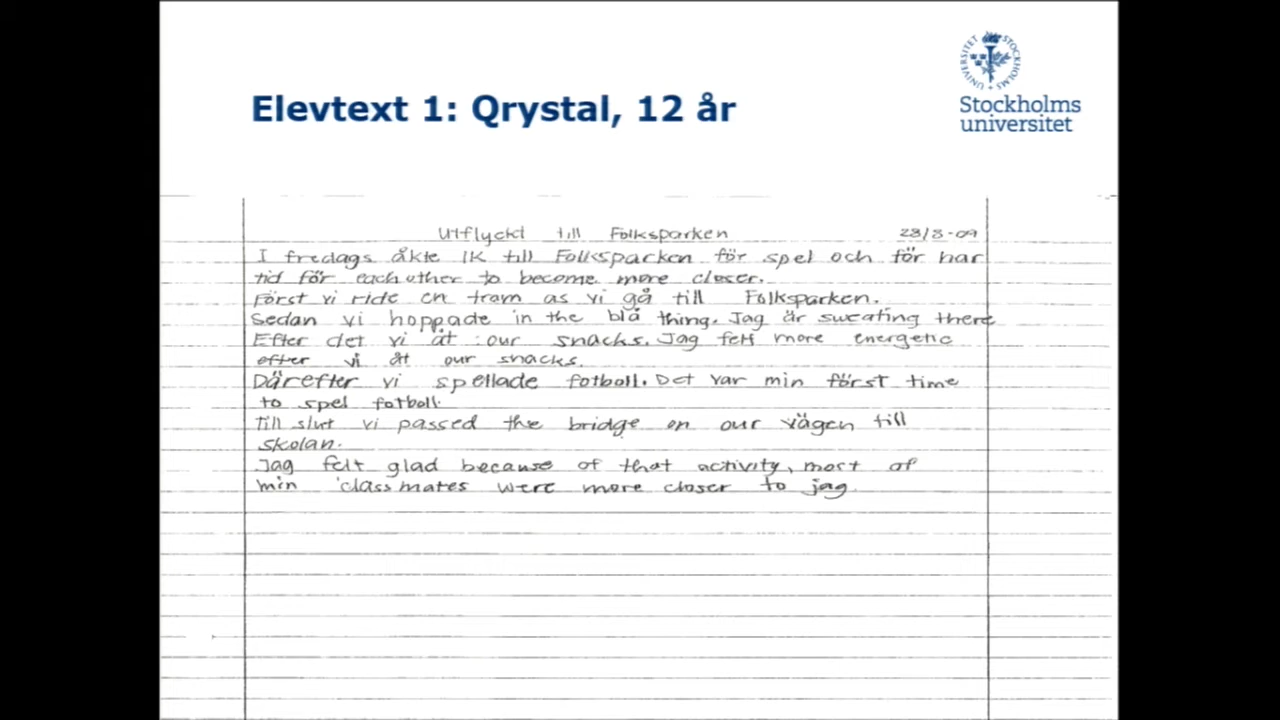 Elevtext 1: Qrystal, 12 år
Stockholms
universitet
Utflyckt till Folksparken 28/8-09
I fredags åkte IK till Folksparken för spel och för har
tid för each other to become more closer.
Först vi ride en tram as vi gå till Folksparken.
Sedan vi hoppade in the blå thing. Jag är sweating there
Efter det vi åt our snacks. Jag felt more energetic
efter vi åt our snacks.
Därefter vi spellade fotboll. Det var min först time
to spel fotboll.
Till slut vi passed the bridge on our vägen till
skolan.
Jag felt glad because of that activity, most of
min classmates were more closer to jag.